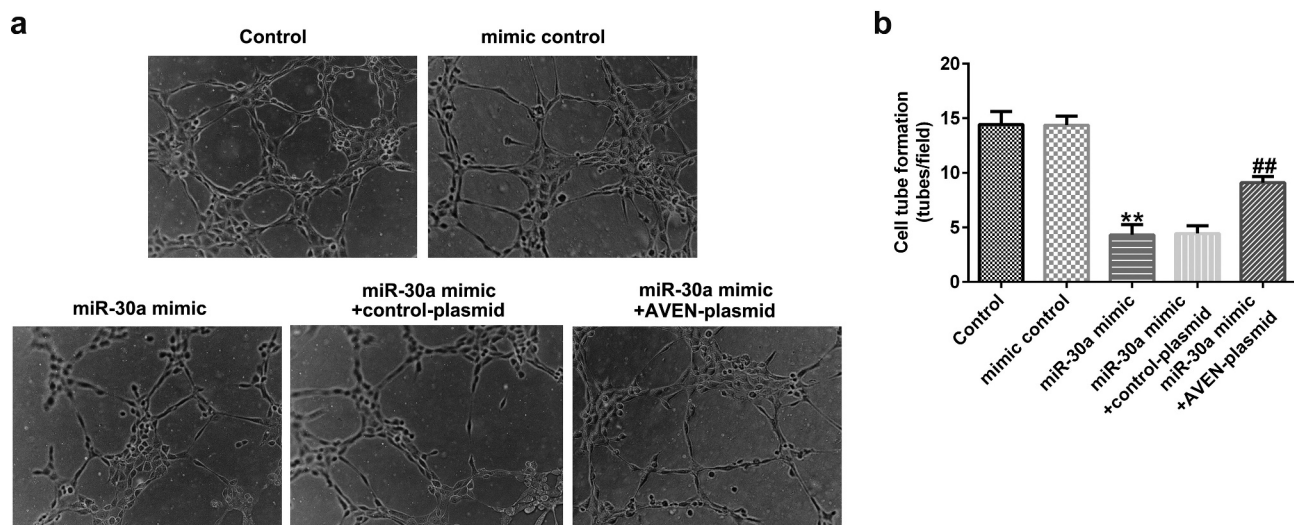 a
Control
mimic control
miR-30a mimic
miR-30a mimic
+control-plasmid
miR-30a mimic
+AVEN-plasmid
b
Cell tube formation
(tubes/field)
20
15
10
5
0
**
##
Control
mimic control
miR-30a mimic
miR-30a mimic
+control-plasmid
miR-30a mimic
+AVEN-plasmid